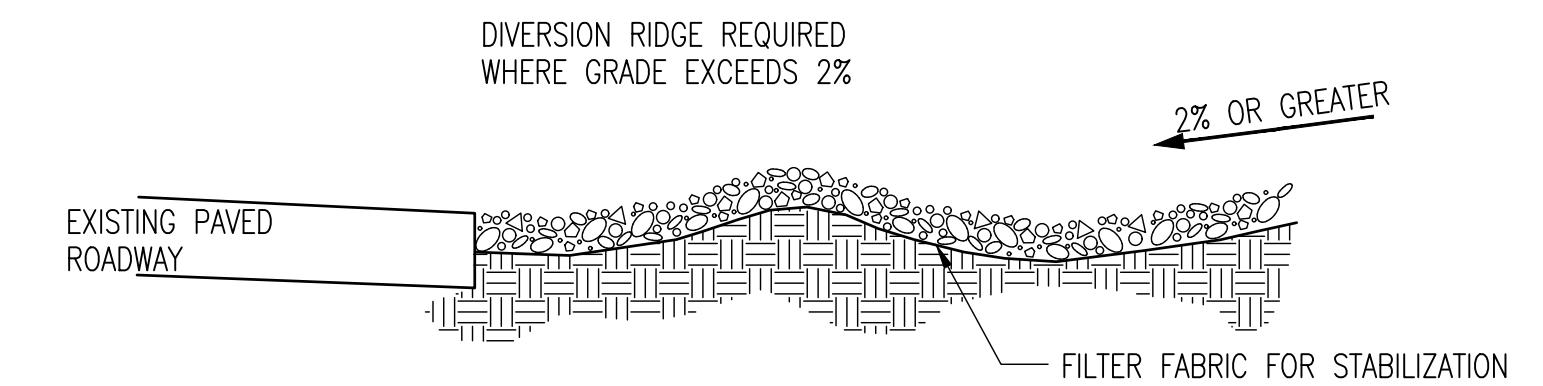 DIVERSION RIDGE REQUIRED
WHERE GRADE EXCEEDS 2%
2% OR GREATER
EXISTING PAVED
ROADWAY
FILTER FABRIC FOR STABILIZATION